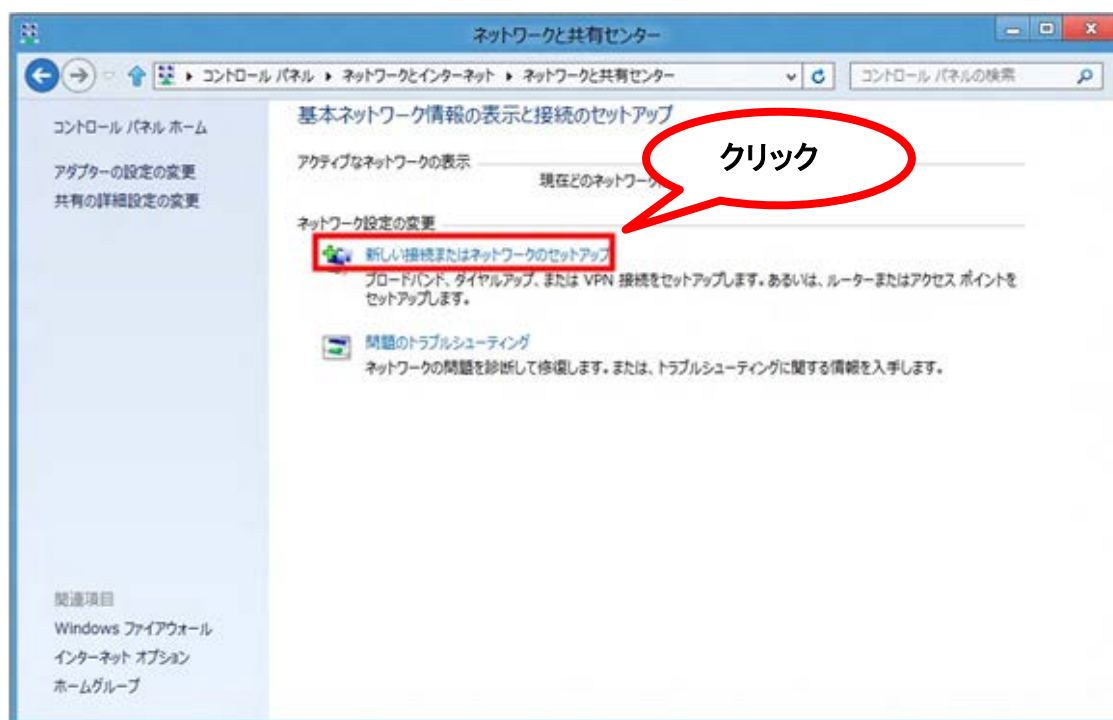 ネットワークと共有センター
コントロール パネル ▸ ネットワークとインターネット ▸ ネットワークと共有センター
コントロール パネルの検索
コントロール パネル ホーム
アダプターの設定の変更
共有の詳細設定の変更
基本ネットワーク情報の表示と接続のセットアップ
アクティブなネットワークの表示
現在どのネットワーク
クリック
ネットワーク設定の変更
新しい接続またはネットワークのセットアップ
ブロードバンド、ダイヤルアップ、または VPN 接続をセットアップします。あるいは、ルーターまたはアクセス ポイントを
セットアップします。
問題のトラブルシューティング
ネットワークの問題を診断して修復します。または、トラブルシューティングに関する情報を入手します。
関連項目
Windows ファイアウォール
インターネット オプション
ホームグループ